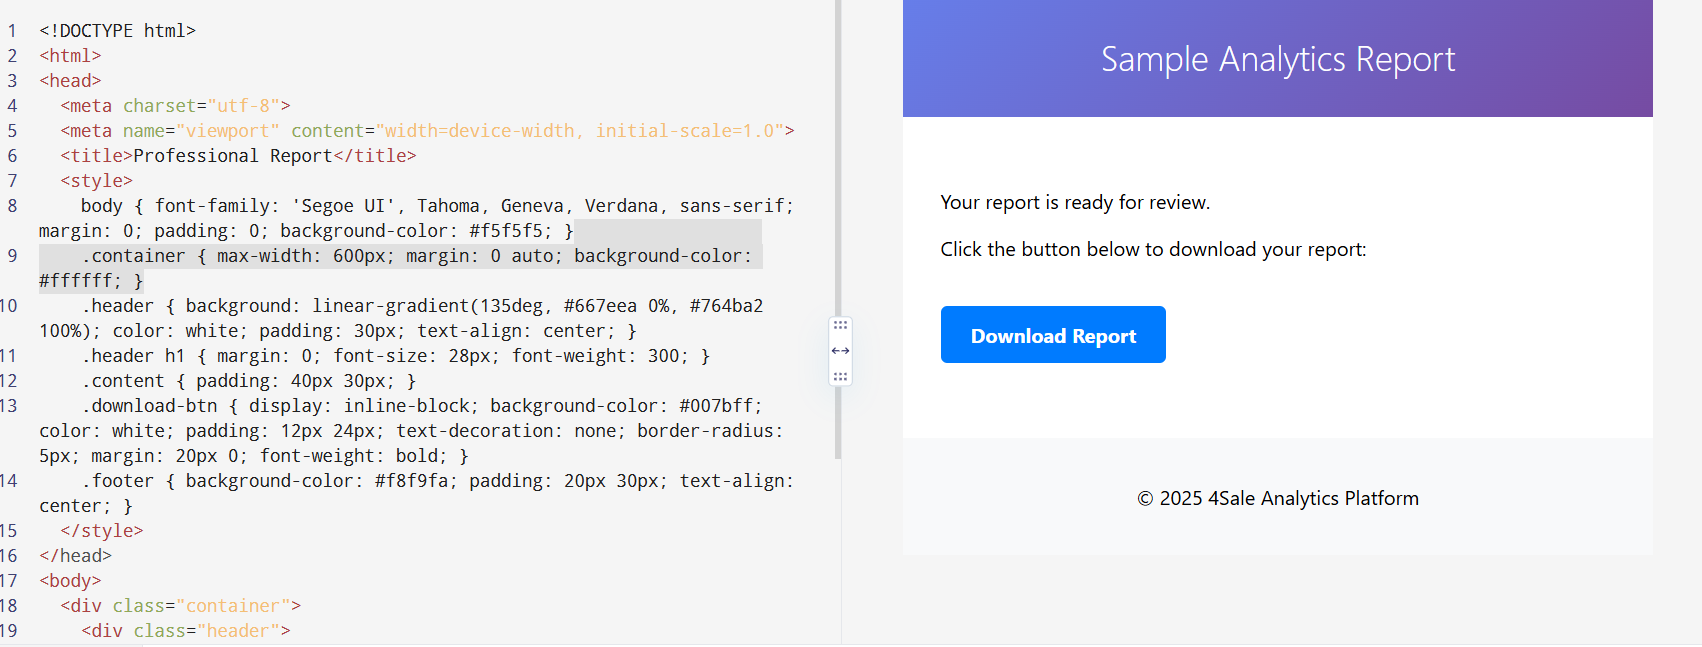 1 <!DOCTYPE html>
2 <html>
3 <head>
4 <meta charset="utf-8">
5 <meta name="viewport" content="width=device-width, initial-scale=1.0">
6 <title>Professional Report</title>
7 <style>
8 body { font-family: 'Segoe UI', Tahoma, Geneva, Verdana, sans-serif;
margin: 0; padding: 0; background-color: #f5f5f5; }
9 .container { max-width: 600px; margin: 0 auto; background-color:
#ffffff; }
10 .header { background: linear-gradient(135deg, #667eea 0%, #764ba2
100%); color: white; padding: 30px; text-align: center; }
11 .header h1 { margin: 0; font-size: 28px; font-weight: 300; }
12 .content { padding: 40px 30px; }
13 .download-btn { display: inline-block; background-color: #007bff;
color: white; padding: 12px 24px; text-decoration: none; border-radius:
5px; margin: 20px 0; font-weight: bold; }
14 .footer { background-color: #f8f9fa; padding: 20px 30px; text-align:
center; }
15 </style>
16 </head>
17 <body>
18 <div class="container">
19 <div class="header">
Sample Analytics Report
Your report is ready for review.
Click the button below to download your report:
Download Report
© 2025 4Sale Analytics Platform